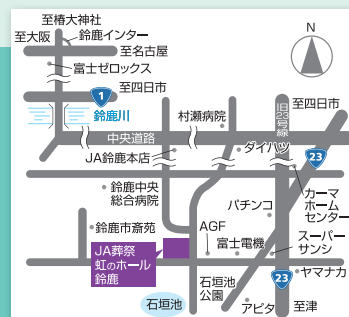 至椿大神社
至大阪
鈴鹿インター
至名古屋
富士ゼロックス
至四日市
1
鈴鹿川
N
旧23号線
至四日市
村瀬病院
中央道路
JA鈴鹿本店
ダイハツ
23
カーマ
ホーム
センター
鈴鹿中央
総合病院
パチンコ
鈴鹿市斎苑
AGF
スーパー
サンシ
富士電機
JA葬祭
虹のホール
鈴鹿
石垣池
公園
23
ヤマナカ
石垣池
アピタ
至津